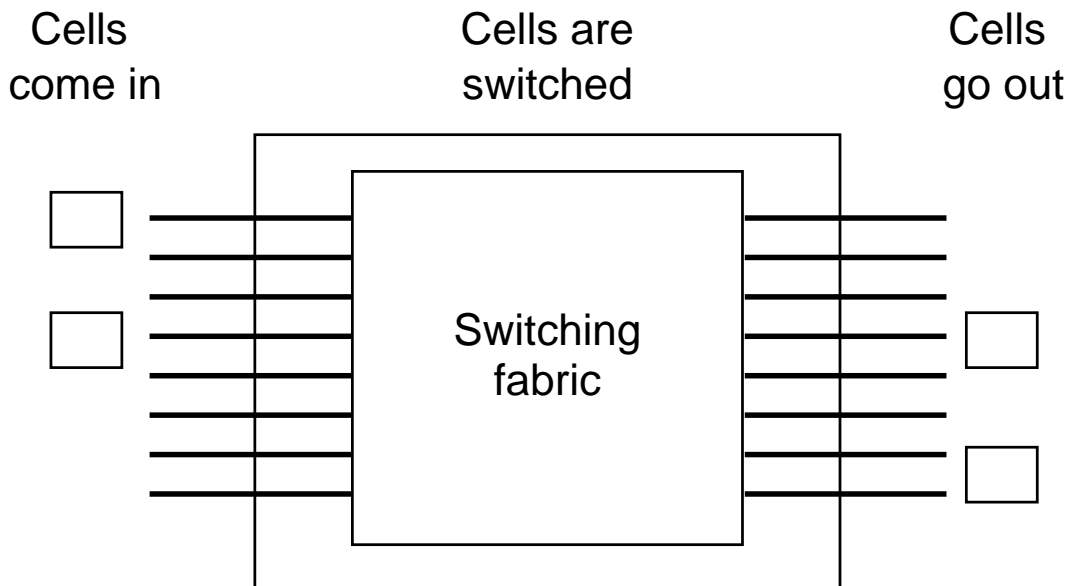 Cells
come in
Cells are
switched
Cells
go out
Switching
fabric